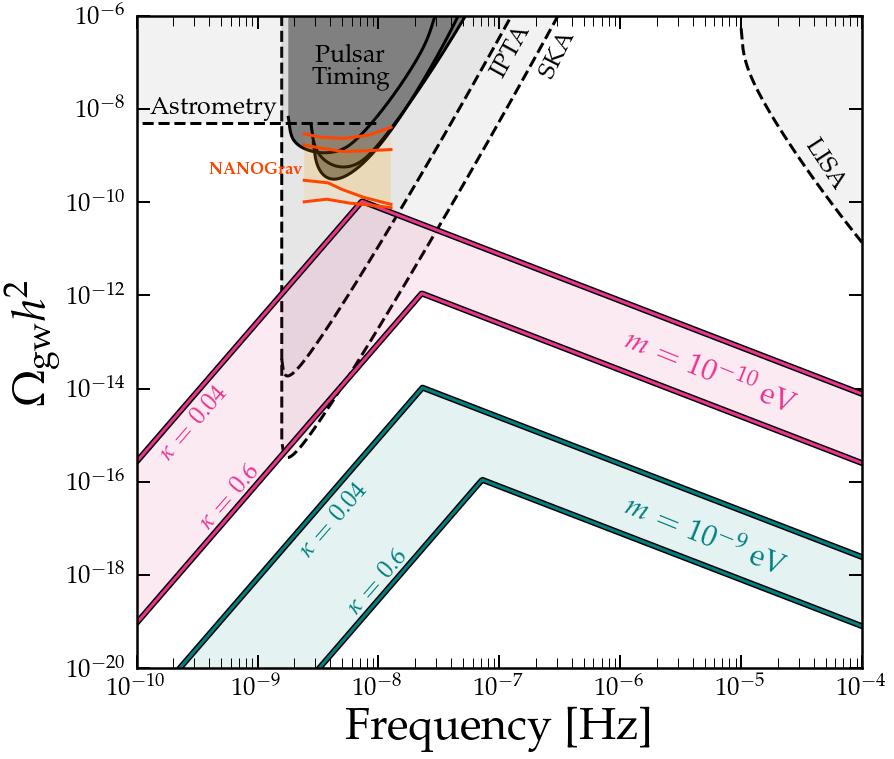 10⁻⁶
10⁻⁸
10⁻¹⁰
10⁻¹²
10⁻¹⁴
10⁻¹⁶
10⁻¹⁸
10⁻²⁰
Ω_gw h²
Pulsar
Timing
Astrometry
NANOGrav
IPTA
SKA
LISA
κ = 0.04
κ = 0.6
m = 10⁻¹⁰ eV
κ = 0.04
κ = 0.6
m = 10⁻⁹ eV
10⁻¹⁰ 10⁻⁹ 10⁻⁸ 10⁻⁷ 10⁻⁶ 10⁻⁵ 10⁻⁴
Frequency [Hz]